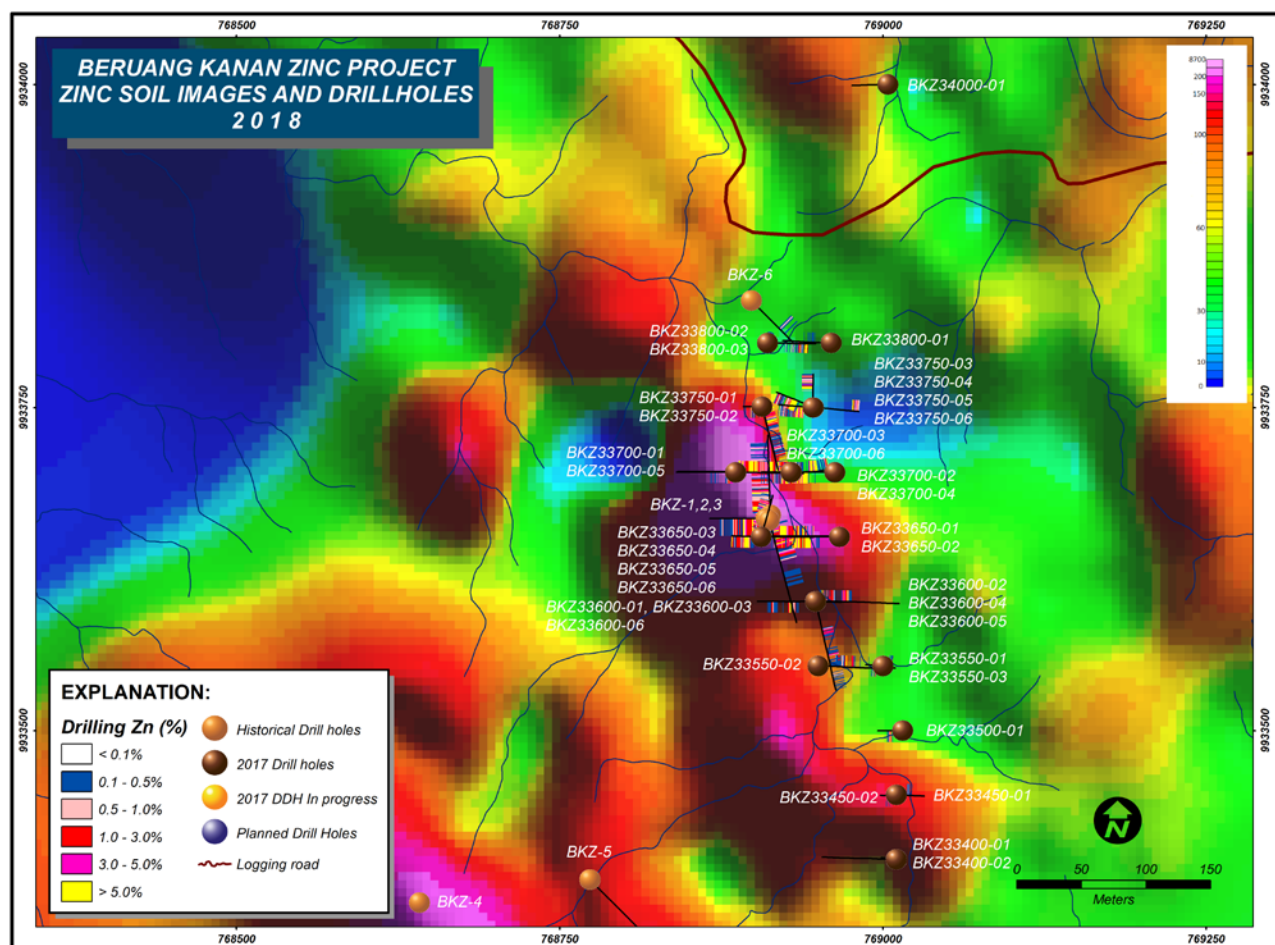 768500
768750
769000
769250
9934000
9934000
BERUANG KANAN ZINC PROJECT
ZINC SOIL IMAGES AND DRILLHOLES
2018
8700
200
150
100
60
30
10
0
BKZ34000-01
BKZ-6
BKZ33800-02
BKZ33800-03
BKZ33800-01
BKZ33750-03
BKZ33750-04
BKZ33750-05
BKZ33750-06
9933750
9933750
BKZ33750-01
BKZ33750-02
BKZ33700-03
BKZ33700-06
BKZ33700-01
BKZ33700-05
BKZ33700-02
BKZ33700-04
BKZ-1,2,3
BKZ33650-03
BKZ33650-04
BKZ33650-05
BKZ33650-06
BKZ33650-01
BKZ33650-02
BKZ33600-01, BKZ33600-03
BKZ33600-06
BKZ33600-02
BKZ33600-04
BKZ33600-05
BKZ33550-02
BKZ33550-01
BKZ33550-03
9933500
9933500
BKZ33500-01
BKZ33450-02
BKZ33450-01
BKZ33400-01
BKZ33400-02
BKZ-5
BKZ-4
EXPLANATION:
Drilling Zn (%)
< 0.1%
0.1 - 0.5%
0.5 - 1.0%
1.0 - 3.0%
3.0 - 5.0%
> 5.0%
Historical Drill holes
2017 Drill holes
2017 DDH In progress
Planned Drill Holes
Logging road
N
0 50 100 150
Meters
768500
768750
769000
769250